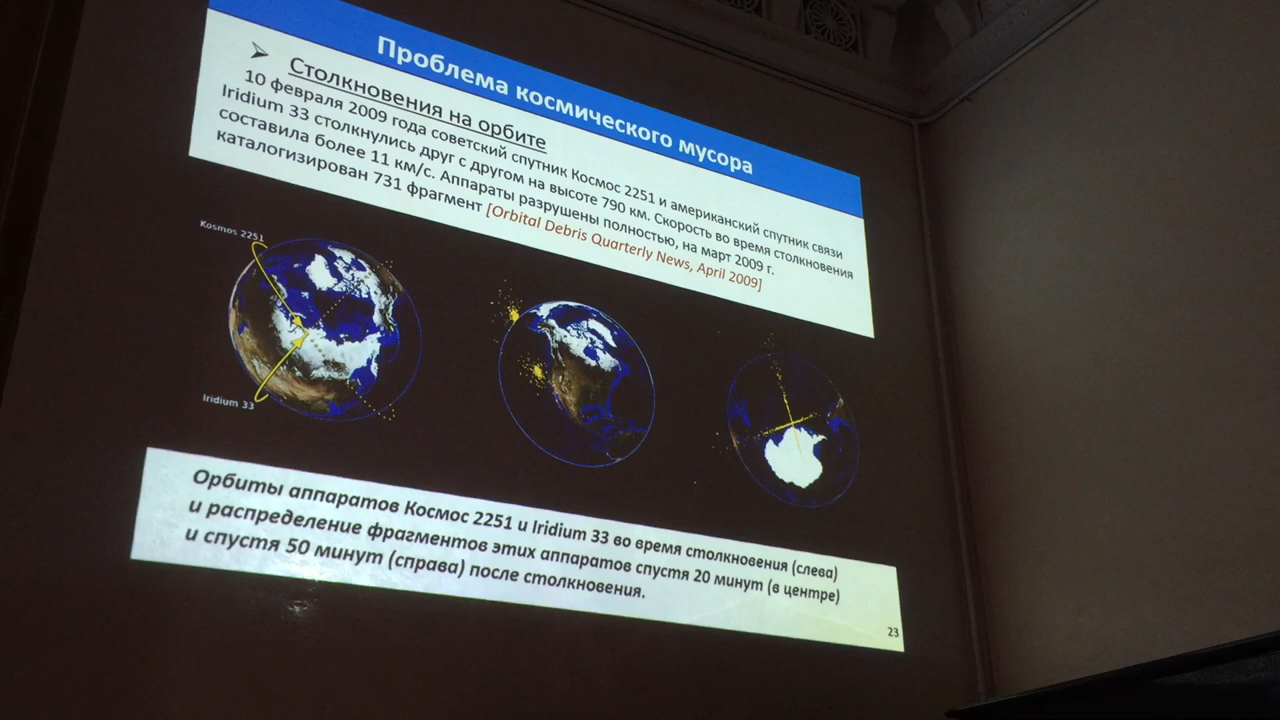 Проблема космического мусора
Столкновения на орбите
10 февраля 2009 года советский спутник Космос 2251 и американский спутник связи
Iridium 33 столкнулись друг с другом на высоте 790 км. Скорость во время столкновения
составила более 11 км/с. Аппараты разрушены полностью, на март 2009 г.
каталогизирован 731 фрагмент [Orbital Debris Quarterly News, April 2009]
Kosmos 2251
Iridium 33
Орбиты аппаратов Космос 2251 и Iridium 33 во время столкновения (слева)
и распределение фрагментов этих аппаратов спустя 20 минут (в центре)
и спустя 50 минут (справа) после столкновения.
23